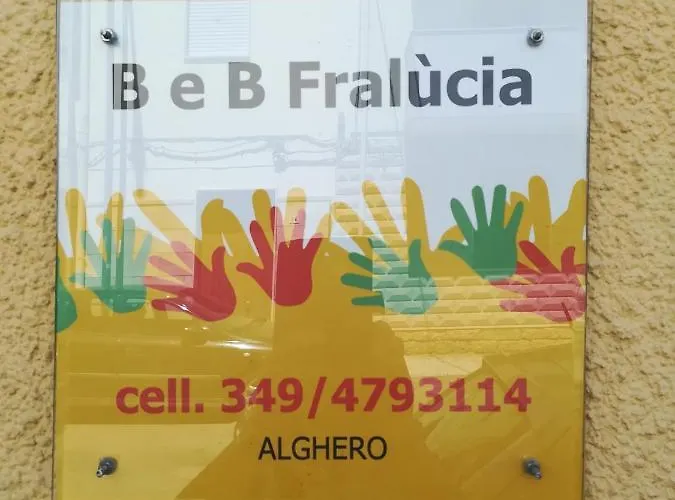 B e B Fralùcia
cell. 349/4793114
ALGHERO